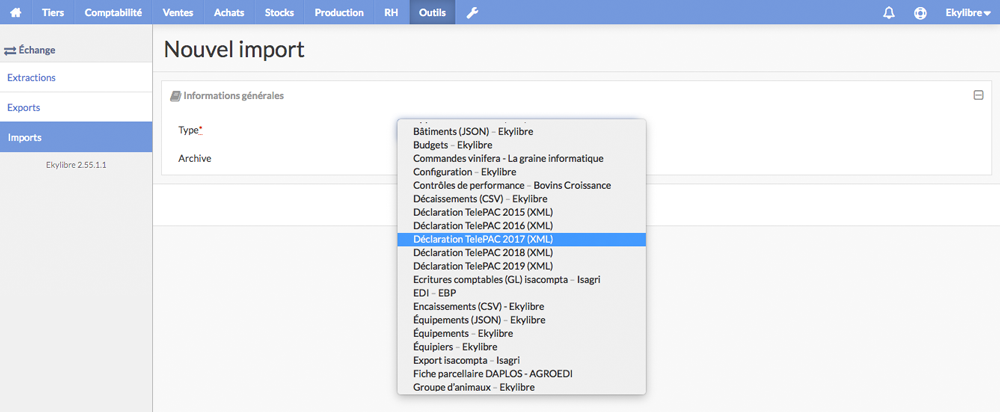 Tiers Comptabilité Ventes Achats Stocks Production RH Outils Ekylibre
Échange
Extractions
Exports
Imports
Ekylibre 2.55.1.1
Nouvel import
Informations générales
Type*
Archive
Bâtiments (JSON) – Ekylibre
Budgets – Ekylibre
Commandes vinifera - La graine informatique
Configuration – Ekylibre
Contrôles de performance – Bovins Croissance
Décaissements (CSV) – Ekylibre
Déclaration TelePAC 2015 (XML)
Déclaration TelePAC 2016 (XML)
Déclaration TelePAC 2017 (XML)
Déclaration TelePAC 2018 (XML)
Déclaration TelePAC 2019 (XML)
Ecritures comptables (GL) isacompta – Isagri
EDI – EBP
Encaissements (CSV) - Ekylibre
Équipements (JSON) – Ekylibre
Équipements – Ekylibre
Équipiers – Ekylibre
Export isacompta – Isagri
Fiche parcellaire DAPLOS - AGROEDI
Groupe d'animaux – Ekylibre